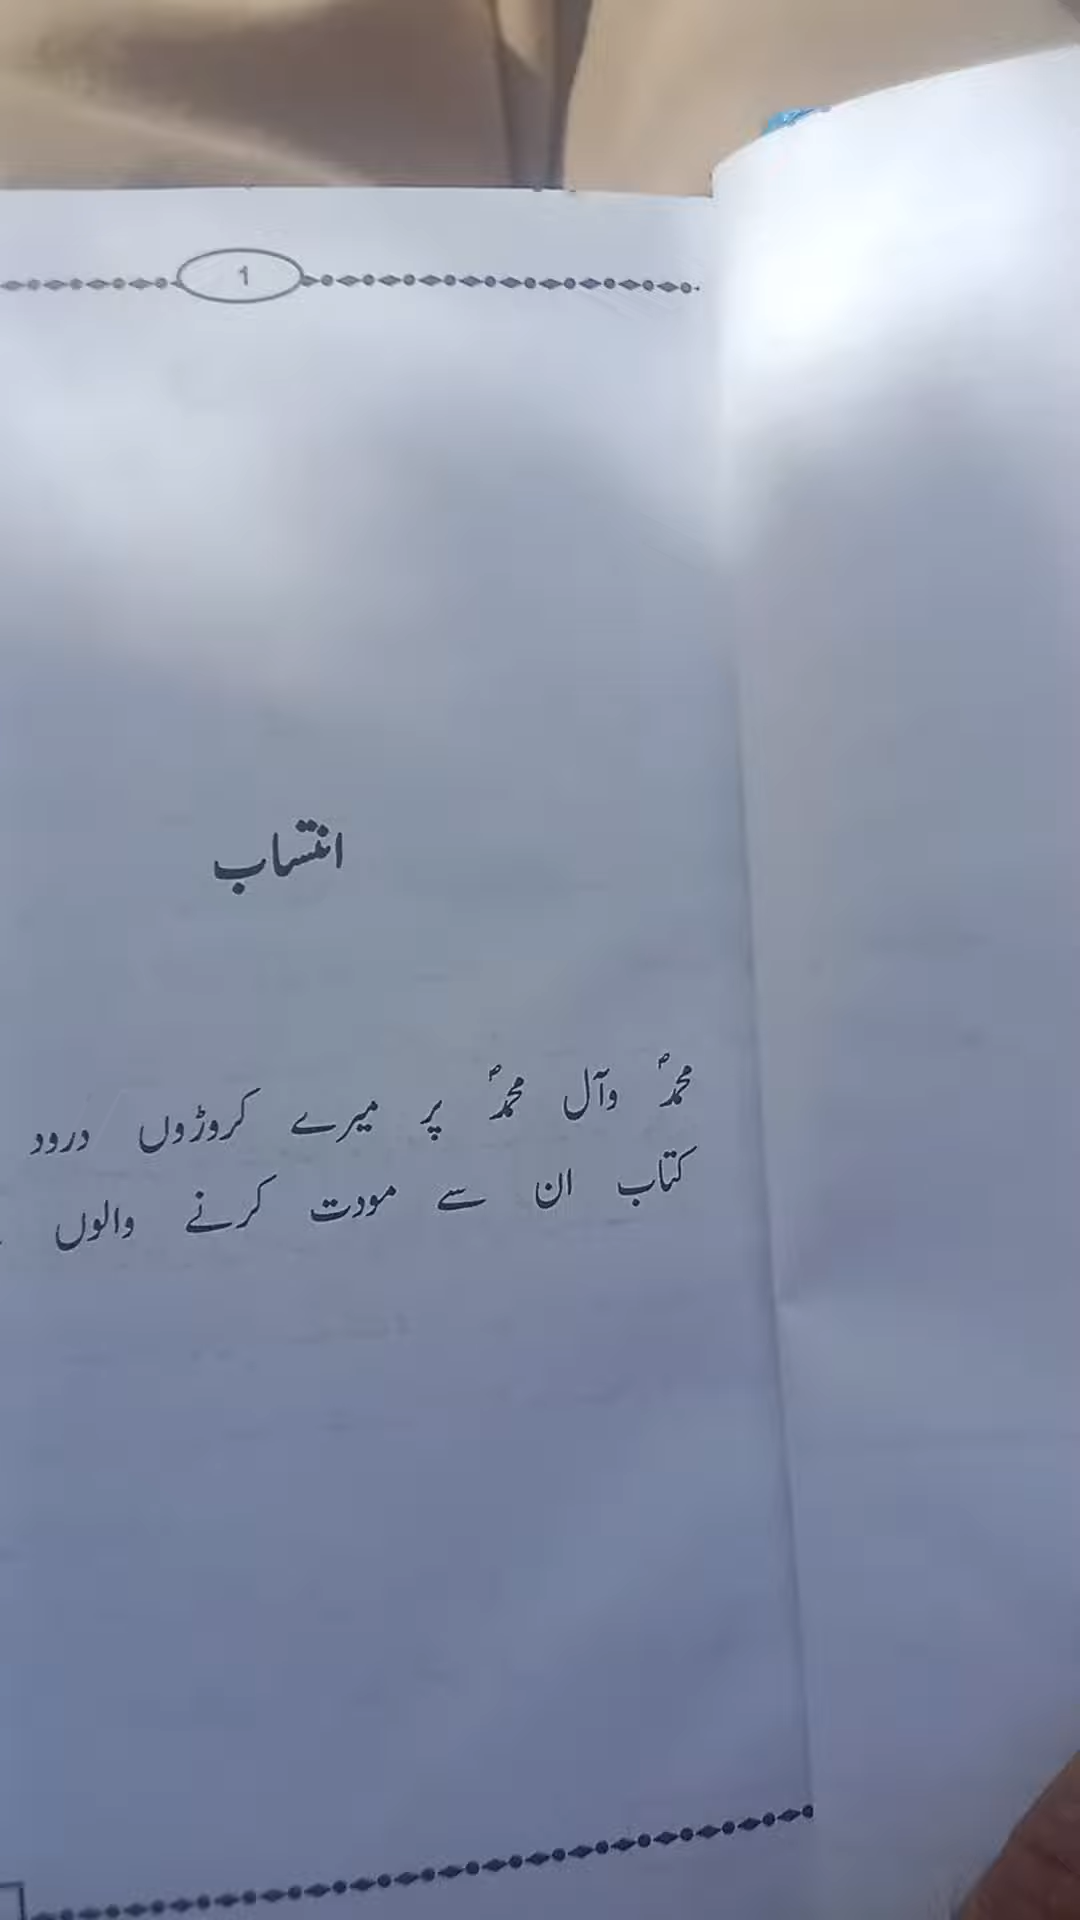 1
انتساب
محمدؐ وآل محمدؐ پر میرے کروڑوں درود
کتاب ان سے مودت کرنے والوں